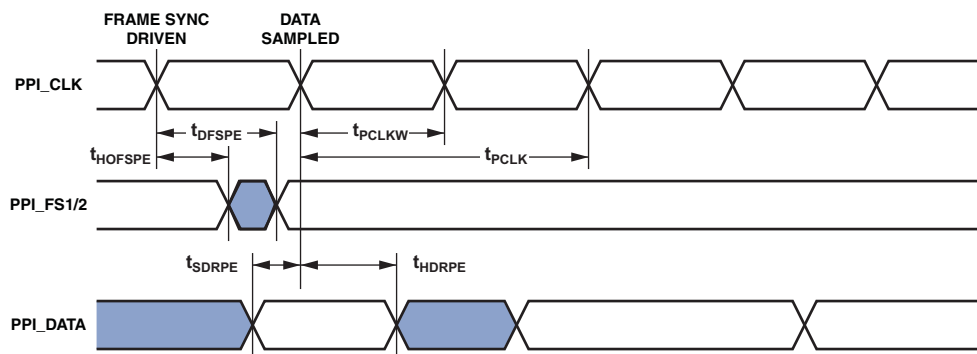 FRAME SYNC
DRIVEN
DATA
SAMPLED
PPI_CLK
tDFSPE
tPCLKW
tHOFSPE
tPCLK
PPI_FS1/2
tSDRPE
tHDRPE
PPI_DATA